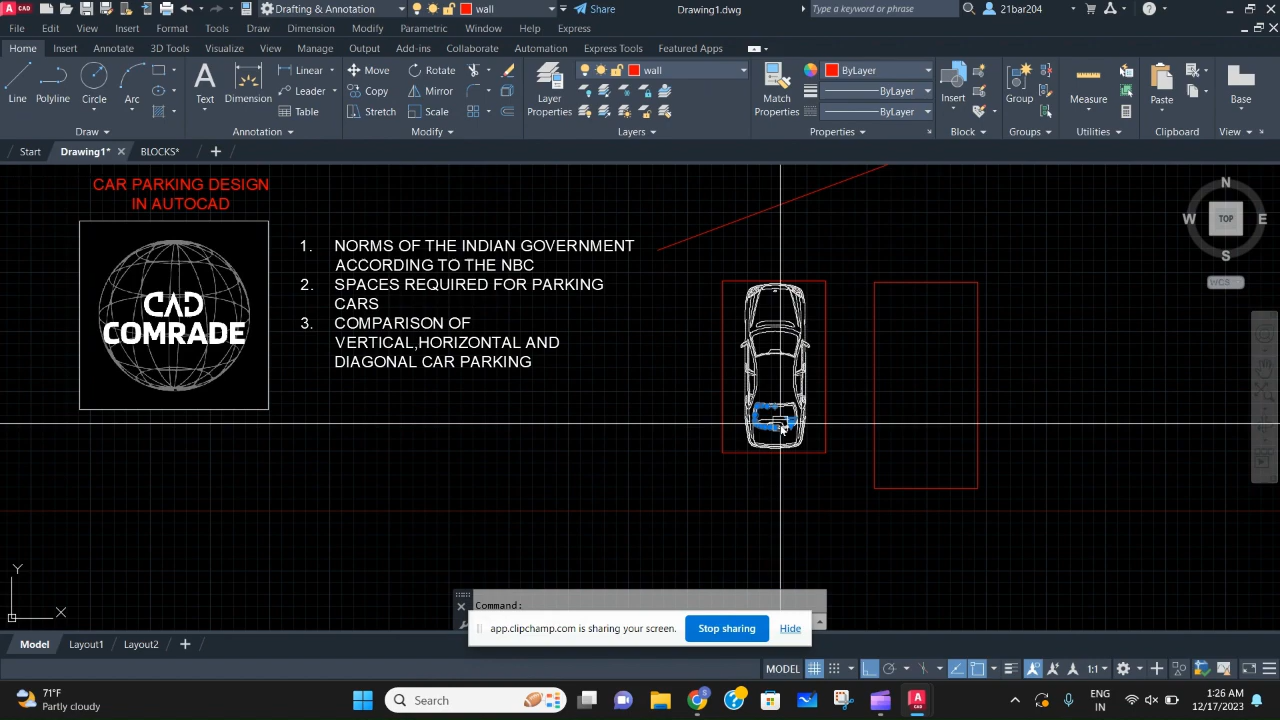 Drafting & Annotation
wall
Share
Drawing1.dwg
Type a keyword or phrase
21bar204
File Edit View Insert Format Tools Draw Dimension Modify Parametric Window Help Express
Home Insert Annotate 3D Tools Visualize View Manage Output Add-ins Collaborate Automation Express Tools Featured Apps
Line
Polyline
Circle
Arc
Draw
Text
Dimension
Linear
Leader
Table
Annotation
Move
Rotate
Copy
Mirror
Stretch
Scale
Modify
Layer
Properties
wall
Layers
Match
Properties
ByLayer
ByLayer
ByLayer
Properties
Insert
Block
Group
Groups
Measure
Utilities
Paste
Clipboard
Base
View
Start
Drawing1*
BLOCKS*
CAR PARKING DESIGN
IN AUTOCAD
CAD
COMRADE
1. NORMS OF THE INDIAN GOVERNMENT
ACCORDING TO THE NBC
2. SPACES REQUIRED FOR PARKING
CARS
3. COMPARISON OF
VERTICAL,HORIZONTAL AND
DIAGONAL CAR PARKING
N
W
TOP
E
S
WCS
Y
X
Command:
app.clipchamp.com is sharing your screen.
Stop sharing
Hide
Model
Layout1
Layout2
MODEL
1:1
71°F
Partly cloudy
Search
ENG
IN
1:26 AM
12/17/2023